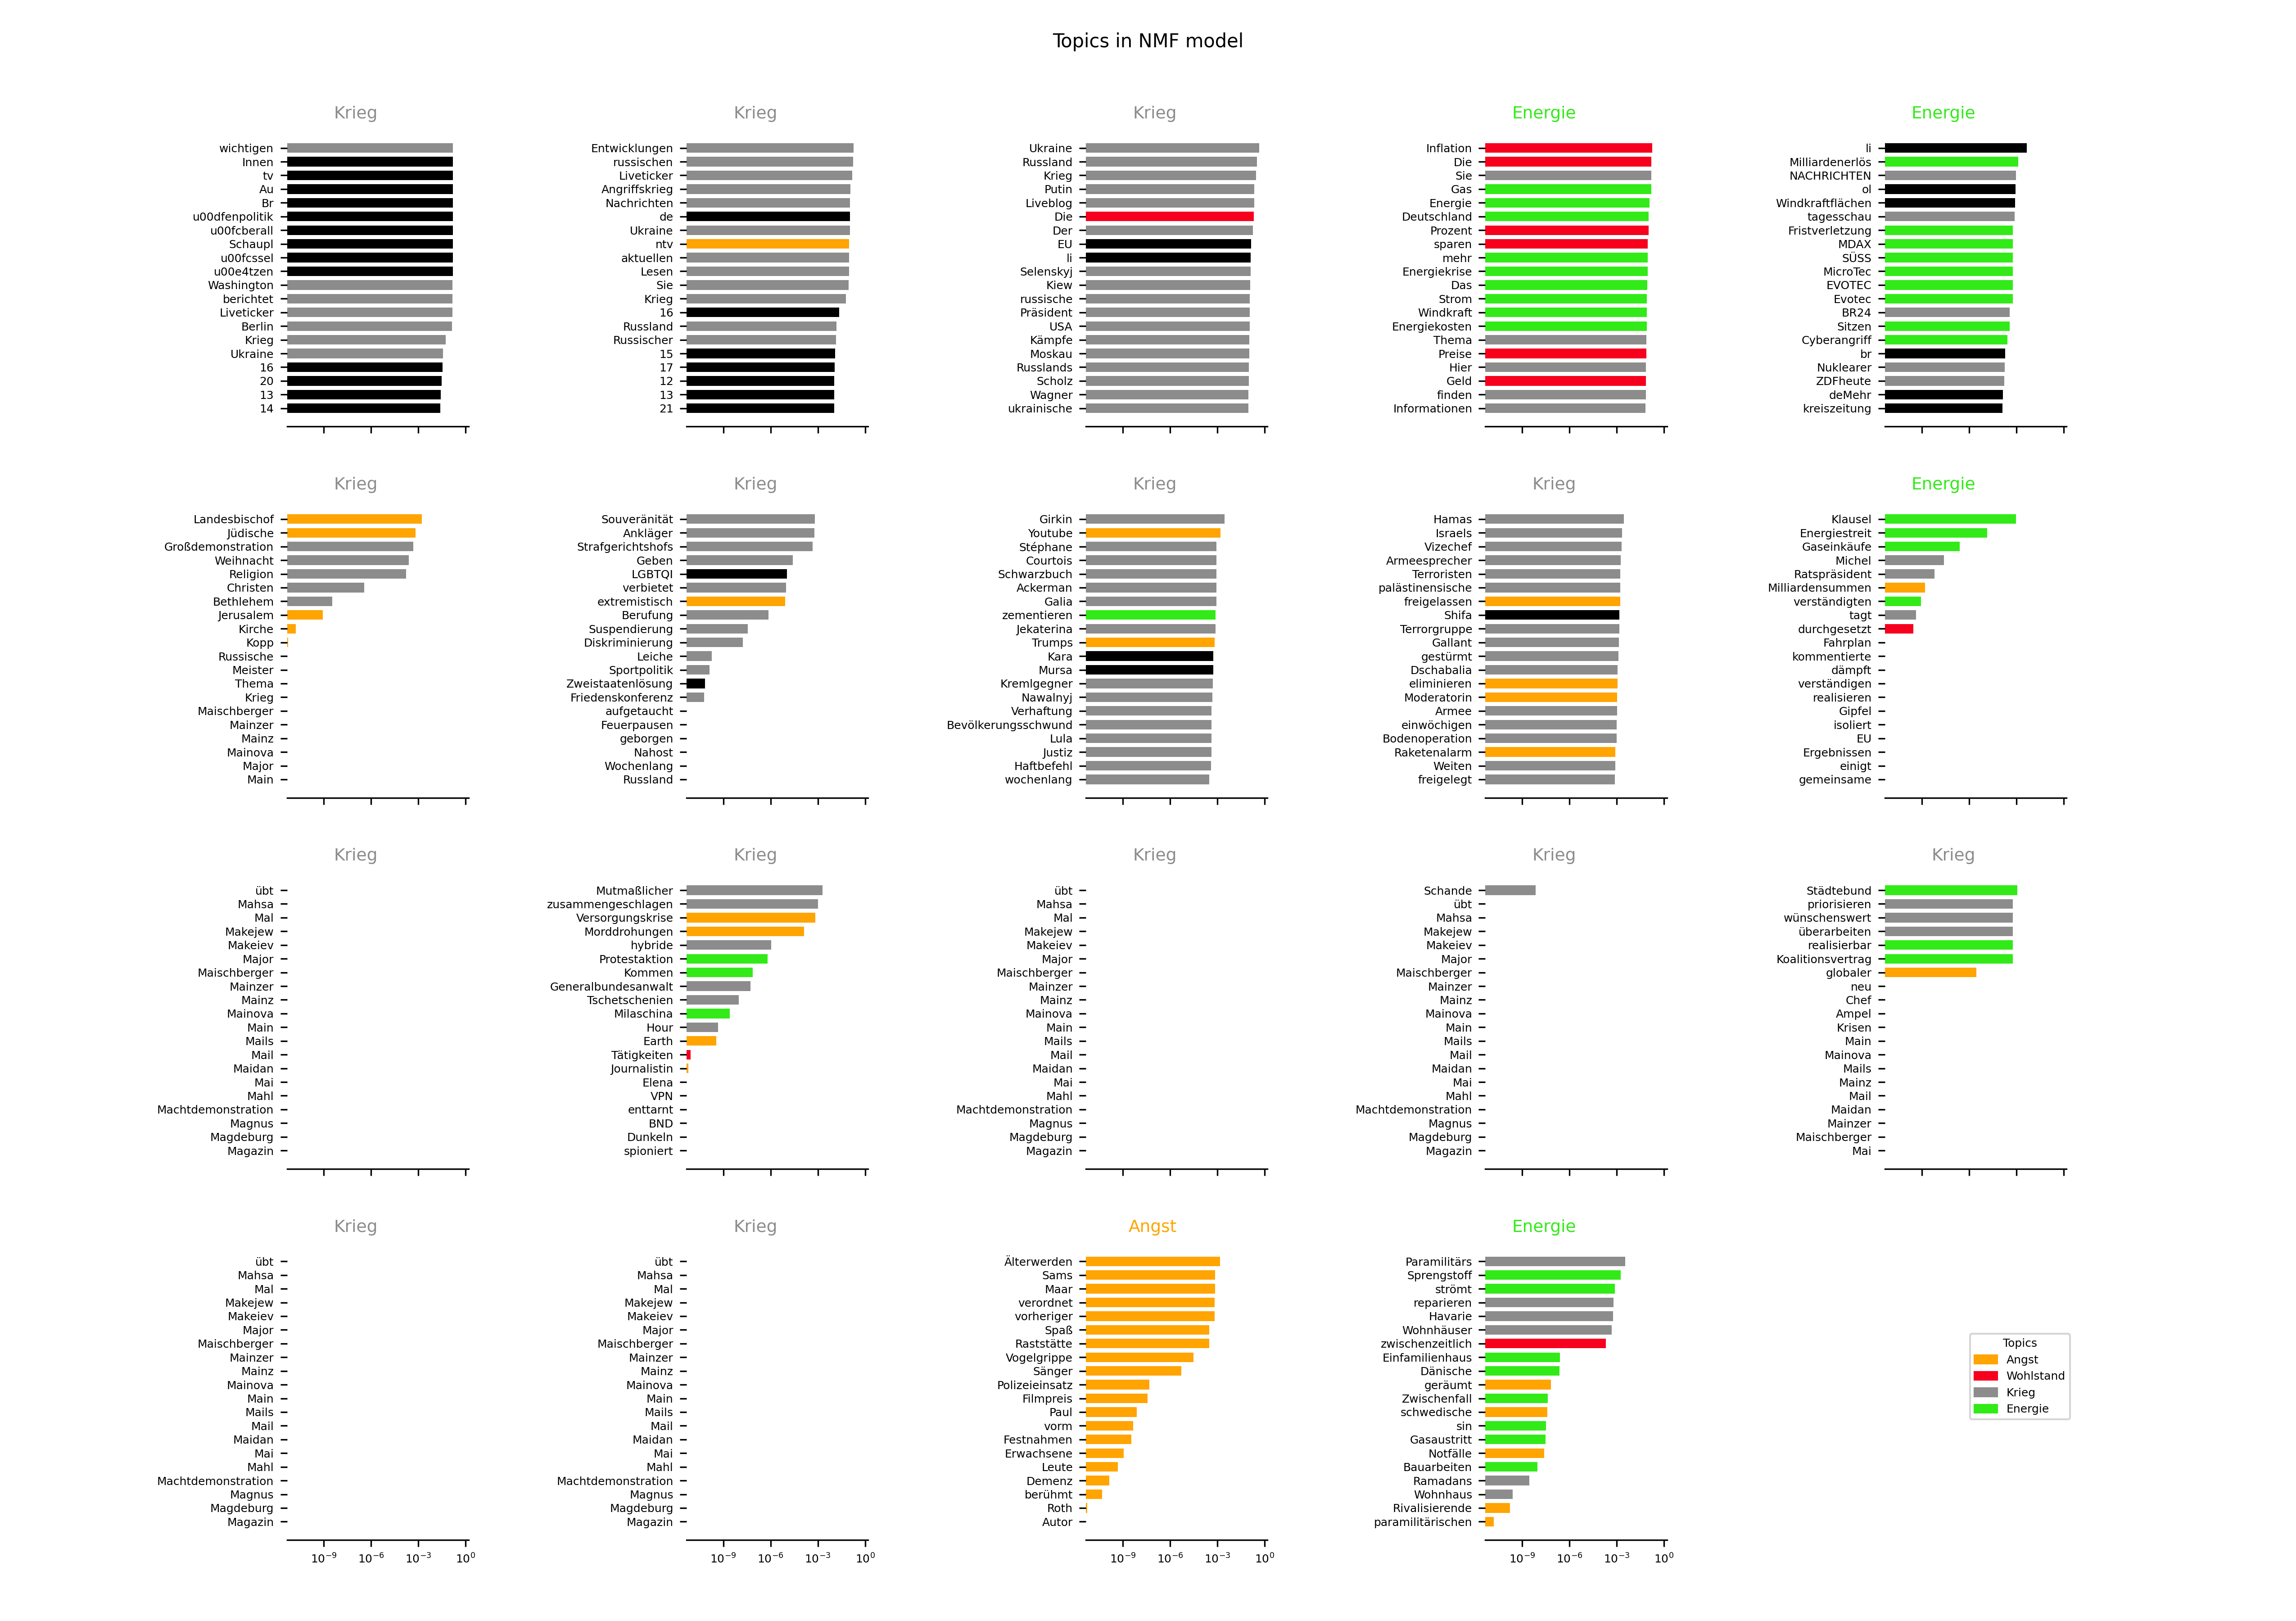 Topics in NMF model
Krieg
wichtigen
Innen
tv
Au
Br
u00dfenpolitik
u00fcberall
Schaupl
u00fcssel
u00e4tzen
Washington
berichtet
Liveticker
Berlin
Krieg
Ukraine
16
20
13
14
Krieg
Entwicklungen
russischen
Liveticker
Angriffskrieg
Nachrichten
de
Ukraine
ntv
aktuellen
Lesen
Sie
Krieg
16
Russland
Russischer
15
17
12
13
21
Krieg
Ukraine
Russland
Krieg
Putin
Liveblog
Die
Der
EU
li
Selenskyj
Kiew
russische
Präsident
USA
Kämpfe
Moskau
Russlands
Scholz
Wagner
ukrainische
Energie
Inflation
Die
Sie
Gas
Energie
Deutschland
Prozent
sparen
mehr
Energiekrise
Das
Strom
Windkraft
Energiekosten
Thema
Preise
Hier
Geld
finden
Informationen
Energie
li
Milliardenerlös
NACHRICHTEN
ol
Windkraftflächen
tagesschau
Fristverletzung
MDAX
SÜSS
MicroTec
EVOTEC
Evotec
BR24
Sitzen
Cyberangriff
br
Nuklearer
ZDFheute
deMehr
kreiszeitung
Krieg
Landesbischof
Jüdische
Großdemonstration
Weihnacht
Religion
Christen
Bethlehem
Jerusalem
Kirche
Kopp
Russische
Meister
Thema
Krieg
Maischberger
Mainzer
Mainz
Mainova
Major
Main
Krieg
Souveränität
Ankläger
Strafgerichtshofs
Geben
LGBTQI
verbietet
extremistisch
Berufung
Suspendierung
Diskriminierung
Leiche
Sportpolitik
Zweistaatenlösung
Friedenskonferenz
aufgetaucht
Feuerpausen
geborgen
Nahost
Wochenlang
Russland
Krieg
Girkin
Youtube
Stéphane
Courtois
Schwarzbuch
Ackerman
Galia
zementieren
Jekaterina
Trumps
Kara
Mursa
Kremlgegner
Nawalnyj
Verhaftung
Bevölkerungsschwund
Lula
Justiz
Haftbefehl
wochenlang
Krieg
Hamas
Israels
Vizechef
Armeesprecher
Terroristen
palästinensische
freigelassen
Shifa
Terrorgruppe
Gallant
gestürmt
Dschabalia
eliminieren
Moderatorin
Armee
einwöchigen
Bodenoperation
Raketenalarm
Weiten
freigelegt
Energie
Klausel
Energiestreit
Gaseinkäufe
Michel
Ratspräsident
Milliardensummen
verständigten
tagt
durchgesetzt
Fahrplan
kommentierte
dämpft
verständigen
realisieren
Gipfel
isoliert
EU
Ergebnissen
einigt
gemeinsame
Krieg
übt
Mahsa
Mal
Makejew
Makeiev
Major
Maischberger
Mainzer
Mainz
Mainova
Main
Mails
Mail
Maidan
Mai
Mahl
Machtdemonstration
Magnus
Magdeburg
Magazin
Krieg
Mutmaßlicher
zusammengeschlagen
Versorgungskrise
Morddrohungen
hybride
Protestaktion
Kommen
Generalbundesanwalt
Tschetschenien
Milaschina
Hour
Earth
Tätigkeiten
Journalistin
Elena
VPN
enttarnt
BND
Dunkeln
spioniert
Krieg
übt
Mahsa
Mal
Makejew
Makeiev
Major
Maischberger
Mainzer
Mainz
Mainova
Main
Mails
Mail
Maidan
Mai
Mahl
Machtdemonstration
Magnus
Magdeburg
Magazin
Krieg
Schande
übt
Mahsa
Mal
Makejew
Makeiev
Major
Maischberger
Mainzer
Mainz
Mainova
Main
Mails
Mail
Maidan
Mai
Mahl
Machtdemonstration
Magnus
Magdeburg
Magazin
Krieg
Städtebund
priorisieren
wünschenswert
überarbeiten
realisierbar
Koalitionsvertrag
globaler
neu
Chef
Ampel
Krisen
Main
Mainova
Mails
Mainz
Mail
Maidan
Mainzer
Maischberger
Mai
Krieg
übt
Mahsa
Mal
Makejew
Makeiev
Major
Maischberger
Mainzer
Mainz
Mainova
Main
Mails
Mail
Maidan
Mai
Mahl
Machtdemonstration
Magnus
Magdeburg
Magazin
10⁻⁹ 10⁻⁶ 10⁻³ 10⁰
Krieg
übt
Mahsa
Mal
Makejew
Makeiev
Major
Maischberger
Mainzer
Mainz
Mainova
Main
Mails
Mail
Maidan
Mai
Mahl
Machtdemonstration
Magnus
Magdeburg
Magazin
10⁻⁹ 10⁻⁶ 10⁻³ 10⁰
Angst
Älterwerden
Sams
Maar
verordnet
vorheriger
Spaß
Raststätte
Vogelgrippe
Sänger
Polizeieinsatz
Filmpreis
Paul
vorm
Festnahmen
Erwachsene
Leute
Demenz
berühmt
Roth
Autor
10⁻⁹ 10⁻⁶ 10⁻³ 10⁰
Energie
Paramilitärs
Sprengstoff
strömt
reparieren
Havarie
Wohnhäuser
zwischenzeitlich
Einfamilienhaus
Dänische
geräumt
Zwischenfall
schwedische
sin
Gasaustritt
Notfälle
Bauarbeiten
Ramadans
Wohnhaus
Rivalisierende
paramilitärischen
10⁻⁹ 10⁻⁶ 10⁻³ 10⁰
Topics
Angst
Wohlstand
Krieg
Energie